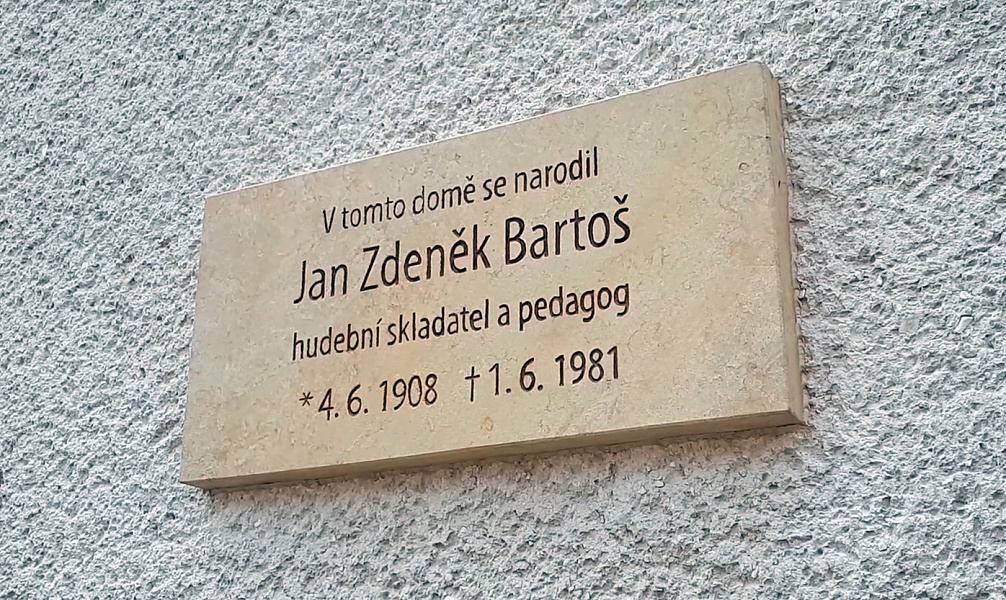 V tomto domě se narodil
Jan Zdeněk Bartoš
hudební skladatel a pedagog
*4. 6. 1908 †1. 6. 1981